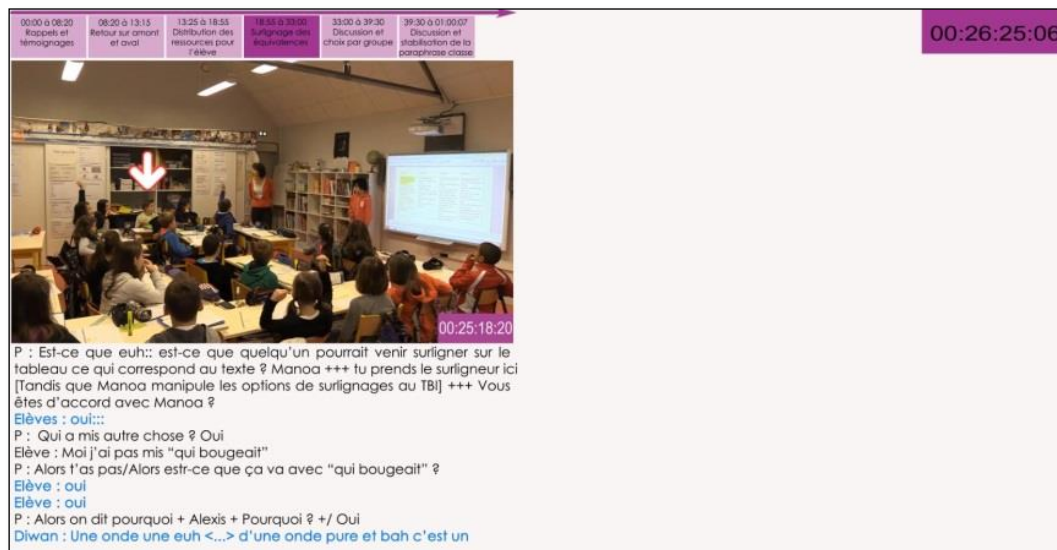 00:00 à 08:20
Rappels et
témoignages
08:20 à 13:15
Retour sur amont
et aval
13:25 à 18:55
Distribution des
ressources pour
l'élève
18:55 à 33:00
Surlignage des
équivalences
33:00 à 39:30
Discussion et
choix par groupe
39:30 à 01:00:07
Discussion et
stabilisation de la
paraphrase classe
00:26:25:06
00:25:18:20
P : Est-ce que euh:: est-ce que quelqu'un pourrait venir surligner sur le
tableau ce qui correspond au texte ? Manoa +++ tu prends le surligneur ici
[Tandis que Manoa manipule les options de surlignages au TBI] +++ Vous
êtes d'accord avec Manoa ?
Elèves : oui:::
P : Qui a mis autre chose ? Oui
Elève : Moi j'ai pas mis "qui bougeait"
P : Alors t'as pas/Alors estr-ce que ça va avec "qui bougeait" ?
Elève : oui
Elève : oui
P : Alors on dit pourquoi + Alexis + Pourquoi ? +/ Oui
Diwan : Une onde une euh <...> d'une onde pure et bah c'est un